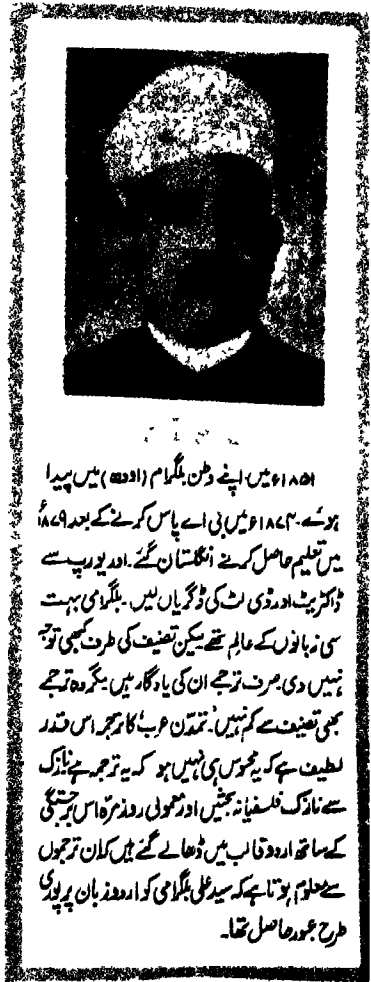 ۱۸۵۱ء میں اپنے وطن بلگرام (اودھ) میں پیدا
ہوئے۔ ۱۸۷۳ء میں بی اے پاس کرنے کے بعد ۱۸۷۹ء
میں تعلیم حاصل کرنے انگلستان گئے۔ اور یورپ سے
ڈاکٹریٹ اور ڈی لٹ کی ڈگریاں لیں۔ بلگرامی بہت
سی زبانوں کے عالم تھے لیکن تصنیف کی طرف کبھی توجہ
نہیں دی۔ صرف ترجمے ان کی یادگار ہیں مگر وہ ترجمے
بھی تصنیف سے کم نہیں۔ تمدن عرب کا ترجمہ اس قدر
لطیف ہے کہ یہ محسوس ہی نہیں ہو کہ یہ ترجمہ ہے نازک
سے نازک فلسفیانہ بحثیں اور معمولی روزمرہ اس برجستگی
کے ساتھ اردو قالب میں ڈھالے گئے ہیں کہ ان ترجموں
سے معلوم ہوتا ہے کہ سید علی بلگرامی کو اردو زبان پر پوری
طرح عبور حاصل تھا۔